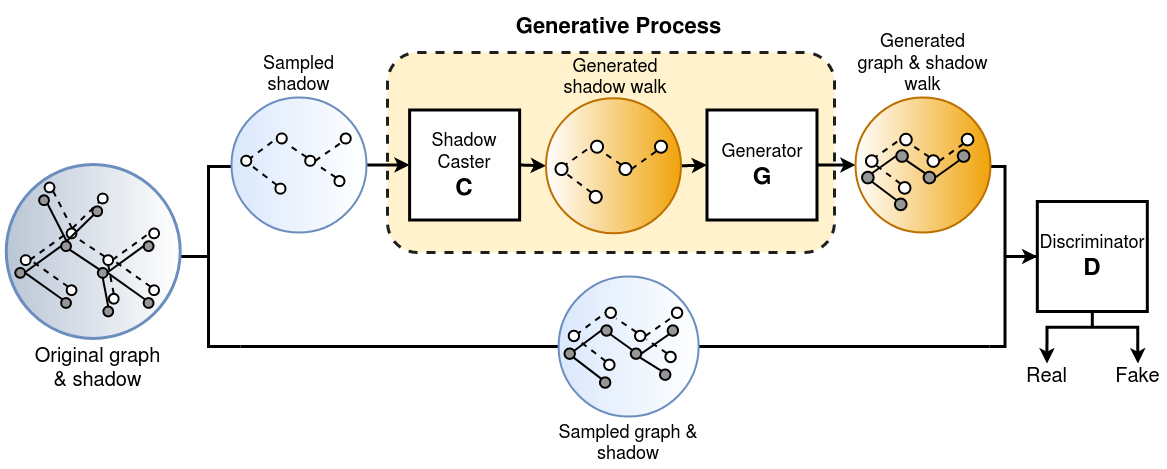 Generative Process
Sampled
shadow
Generated
shadow walk
Generated
graph & shadow
walk
Shadow
Caster
C
Generator
G
Discriminator
D
Original graph
& shadow
Real
Fake
Sampled graph &
shadow